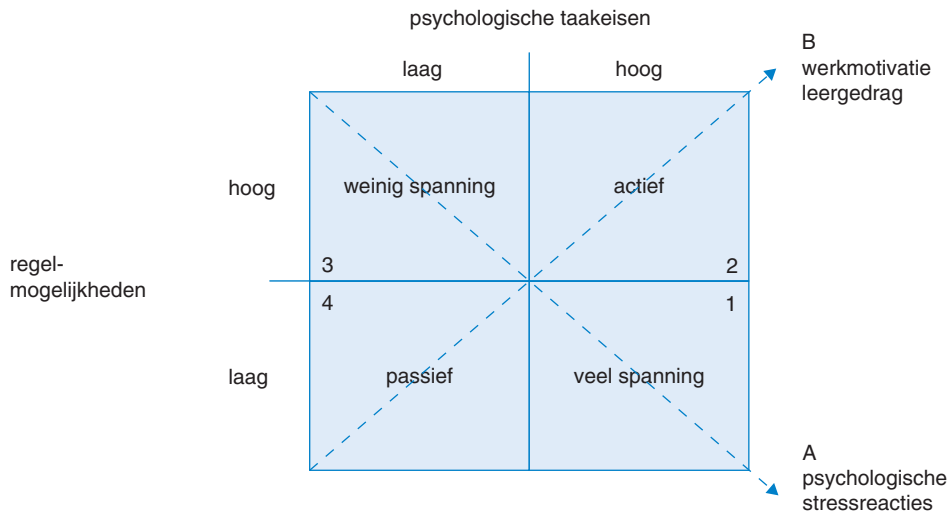 psychologische taakeisen
laag
hoog
B
werkmotivatie
leergedrag
hoog
weinig spanning
actief
3
2
regel-
mogelijkheden
4
1
laag
passief
veel spanning
A
psychologische
stressreacties